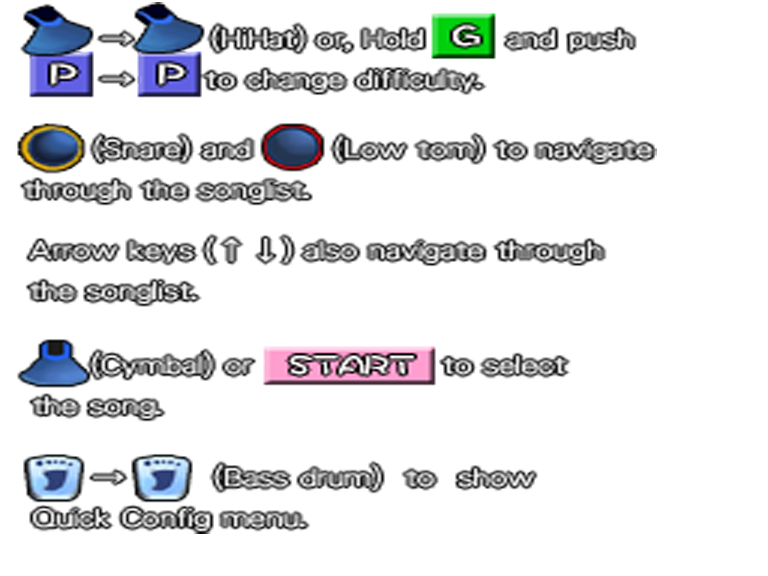 → (HiHat) or, Hold G and push
P → P to change difficulty.
(Snare) and (Low tom) to navigate
through the songlist.
Arrow keys (↑ ↓) also navigate through
the songlist.
(Cymbal) or START to select
the song.
→ (Bass drum) to show
Quick Config menu.